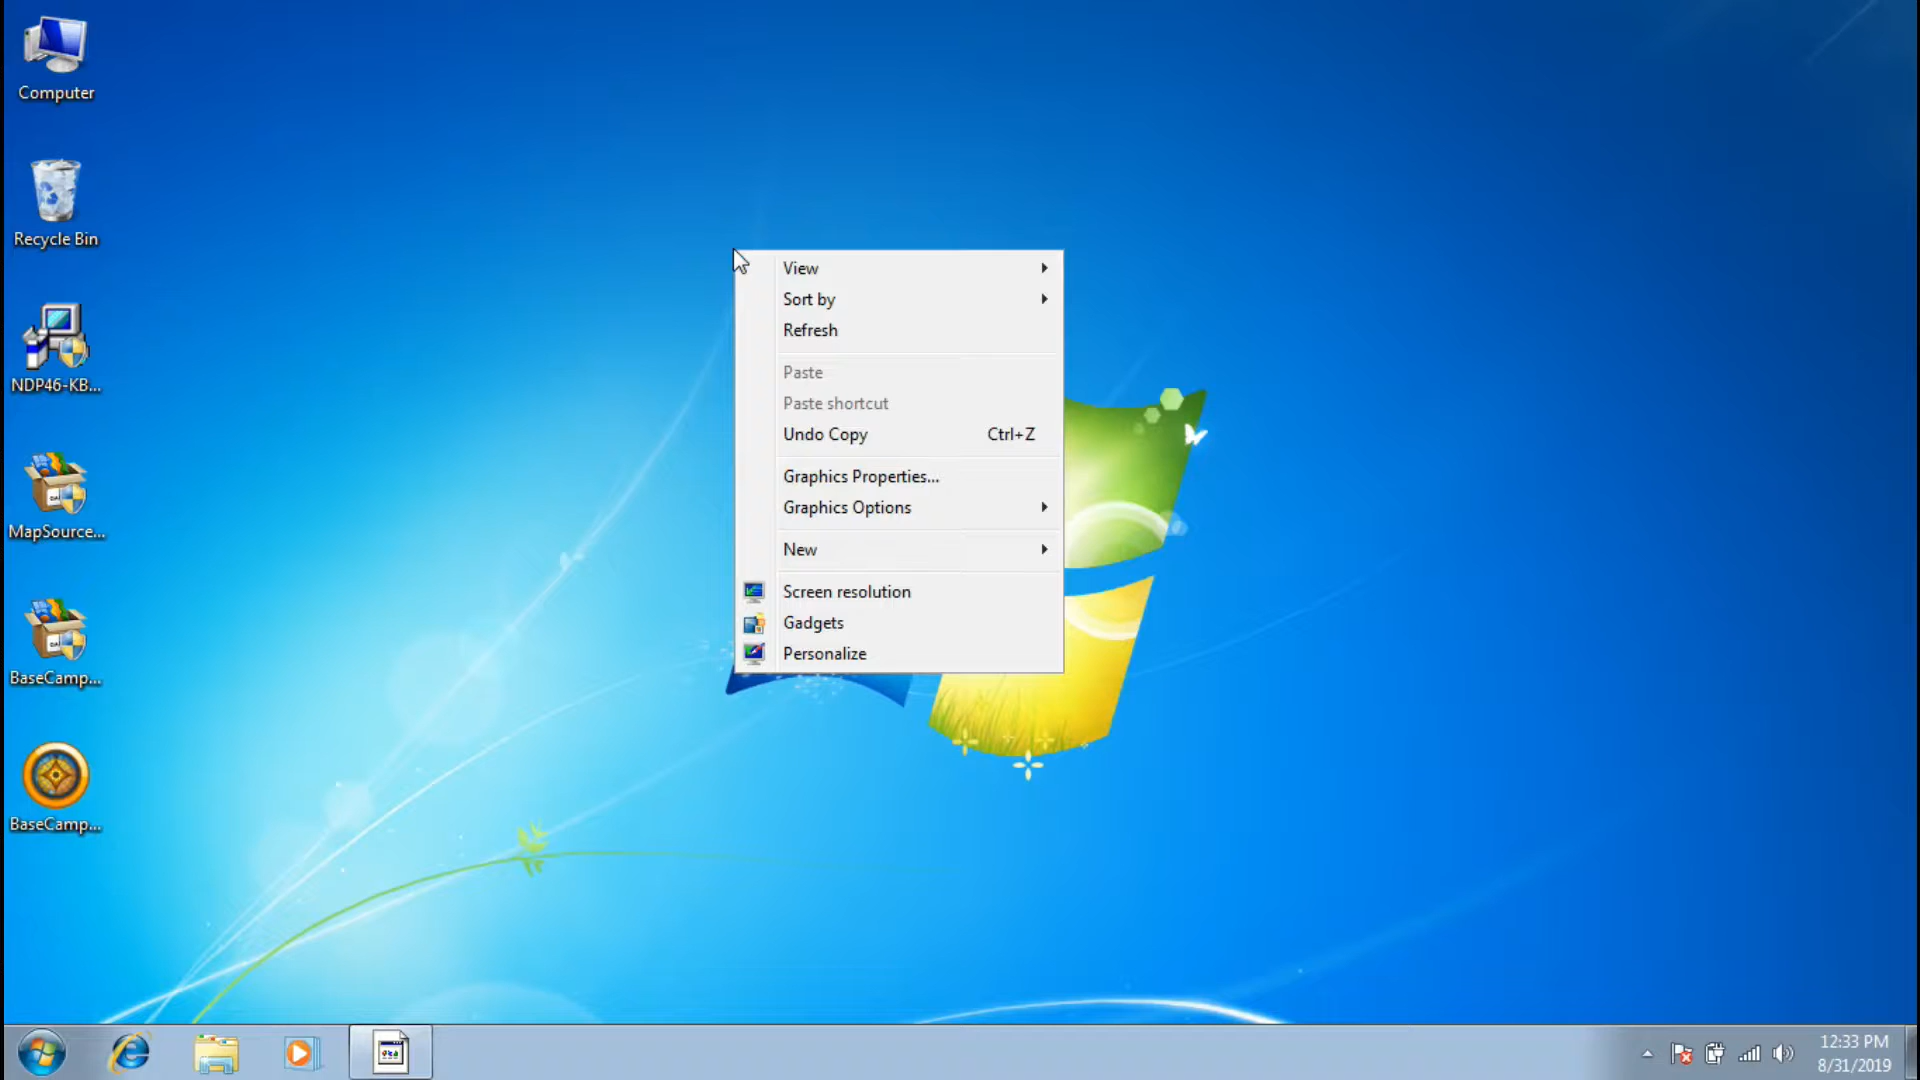 Computer
Recycle Bin
NDP46-KB...
MapSource...
BaseCamp...
BaseCamp...
View
Sort by
Refresh
Paste
Paste shortcut
Undo Copy Ctrl+Z
Graphics Properties...
Graphics Options
New
Screen resolution
Gadgets
Personalize
12:33 PM
8/31/2019